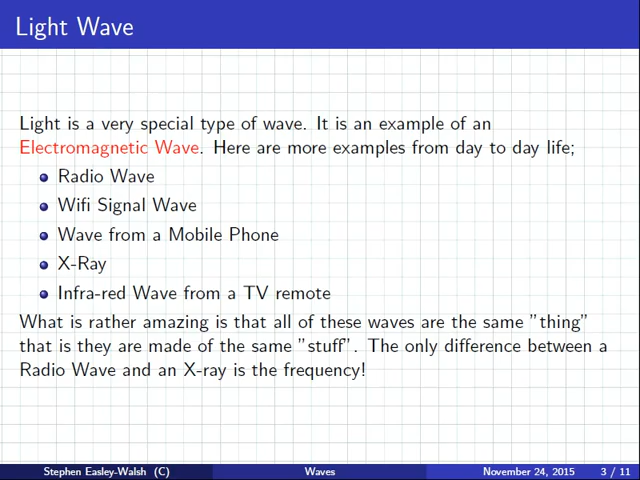 Light Wave
Light is a very special type of wave. It is an example of an
Electromagnetic Wave. Here are more examples from day to day life;
Radio Wave
Wifi Signal Wave
Wave from a Mobile Phone
X-Ray
Infra-red Wave from a TV remote
What is rather amazing is that all of these waves are the same "thing"
that is they are made of the same "stuff". The only difference between a
Radio Wave and an X-ray is the frequency!
Stephen Easley-Walsh (C) Waves November 24, 2015 3 / 11